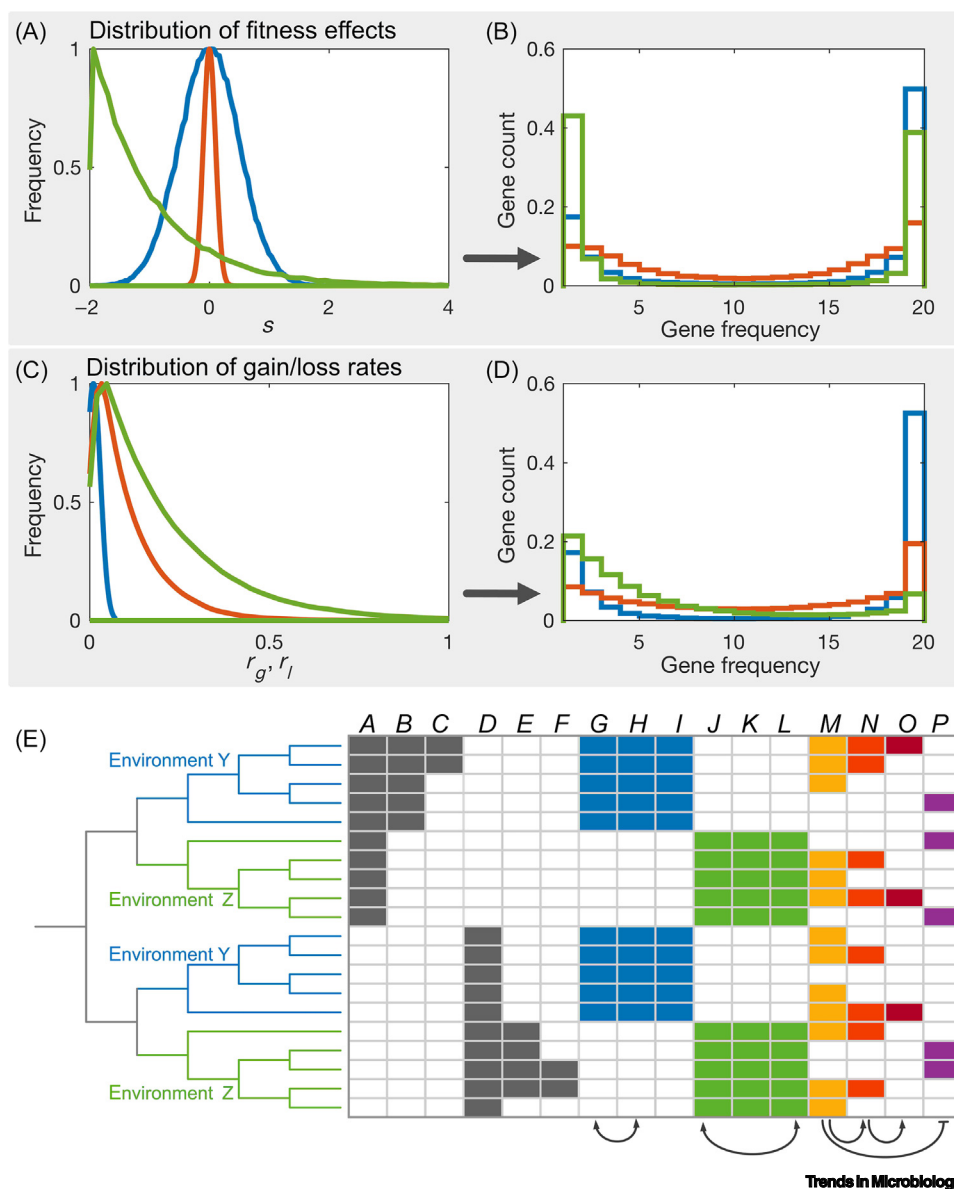 (A) Distribution of fitness effects
Frequency
1
0.5
0
−2 0 2 4
s
(B)
Gene count
0.6
0.4
0.2
0
5 10 15 20
Gene frequency
(C) Distribution of gain/loss rates
Frequency
1
0.5
0
0 0.5 1
rg, rl
(D)
Gene count
0.6
0.4
0.2
0
5 10 15 20
Gene frequency
(E)
A B C D E F G H I J K L M N O P
Environment Y
Environment Z
Environment Y
Environment Z
Trends in Microbiology